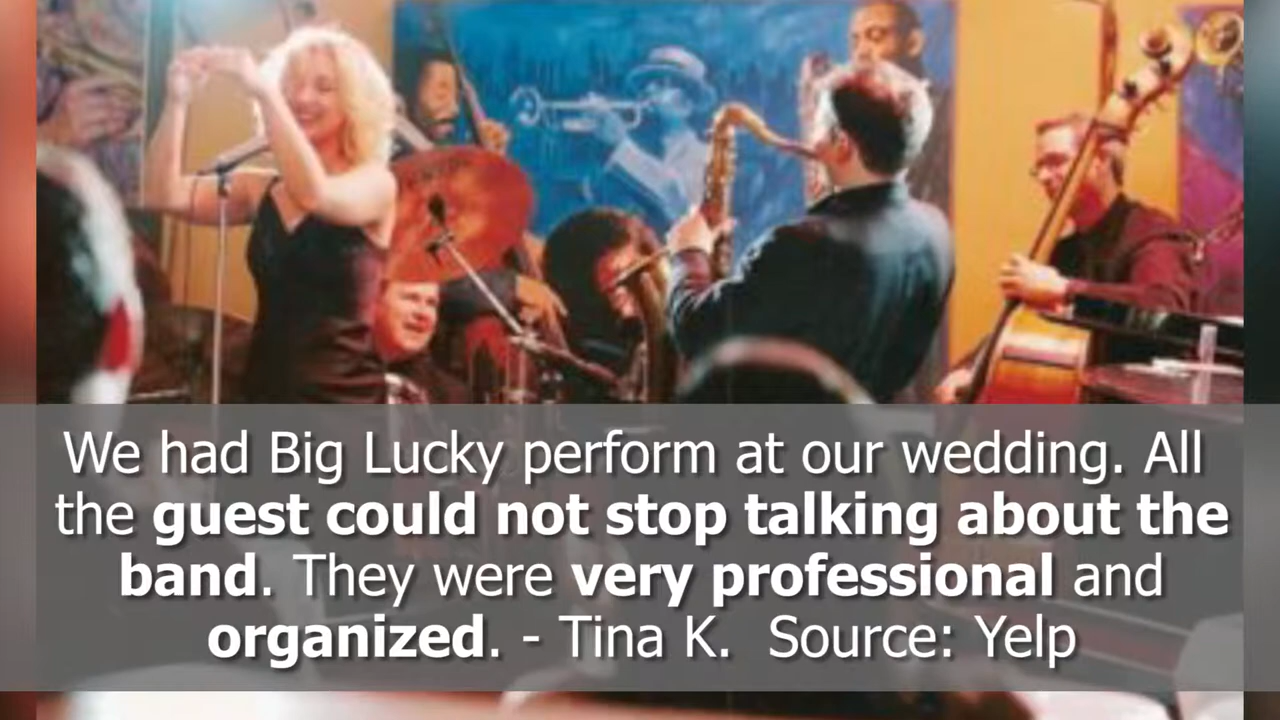 We had Big Lucky perform at our wedding. All
the guest could not stop talking about the
band. They were very professional and
organized. - Tina K.  Source: Yelp